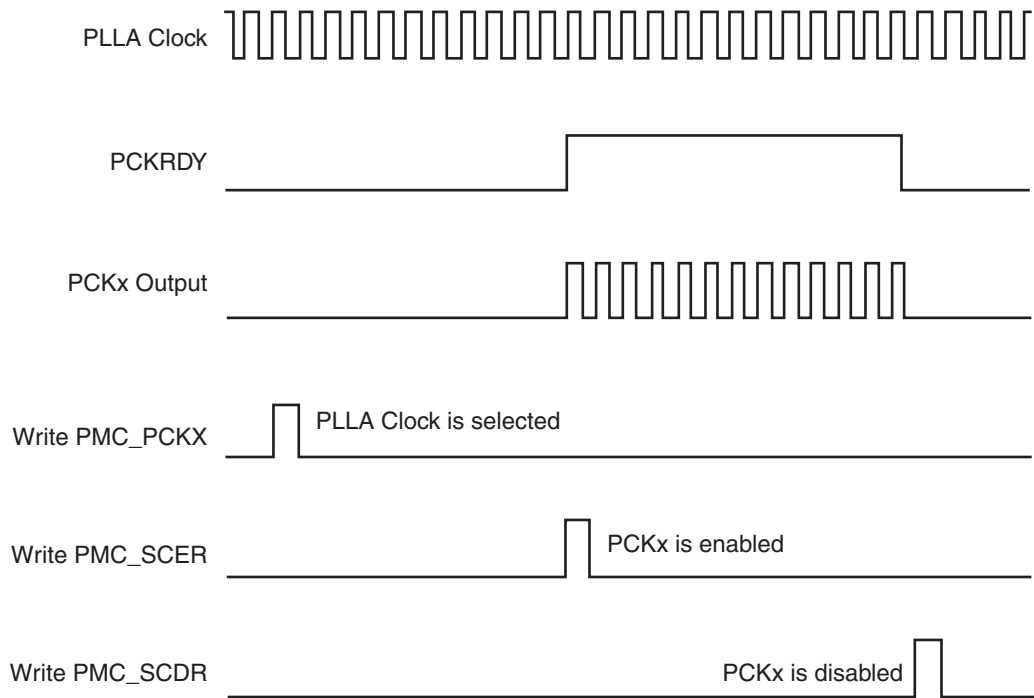 PLLA Clock
PCKRDY
PCKx Output
Write PMC_PCKX
PLLA Clock is selected
Write PMC_SCER
PCKx is enabled
Write PMC_SCDR
PCKx is disabled